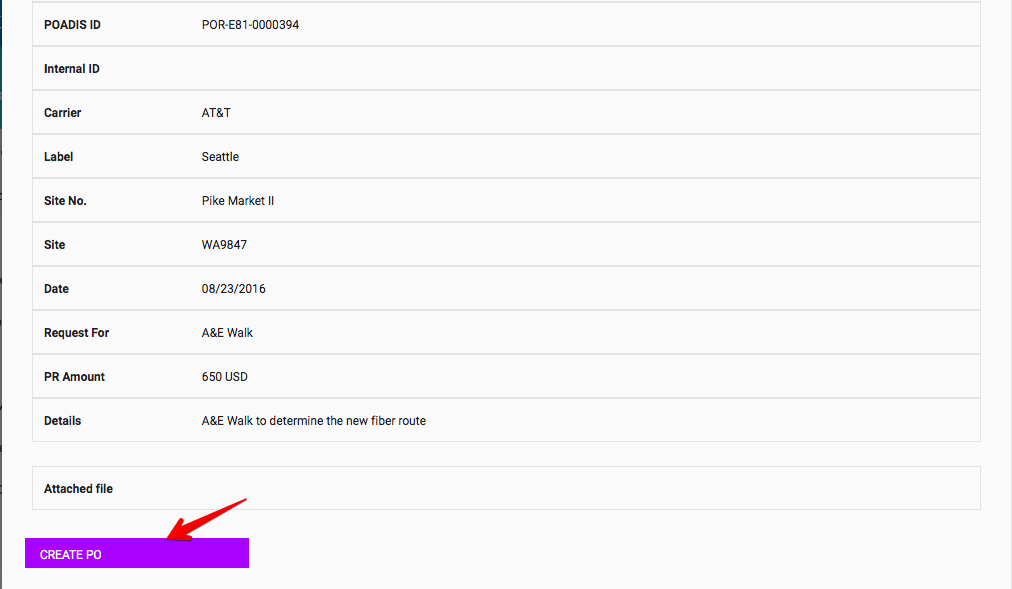 POADIS ID POR-E81-0000394
Internal ID
Carrier AT&T
Label Seattle
Site No. Pike Market II
Site WA9847
Date 08/23/2016
Request For A&E Walk
PR Amount 650 USD
Details A&E Walk to determine the new fiber route
Attached file
CREATE PO